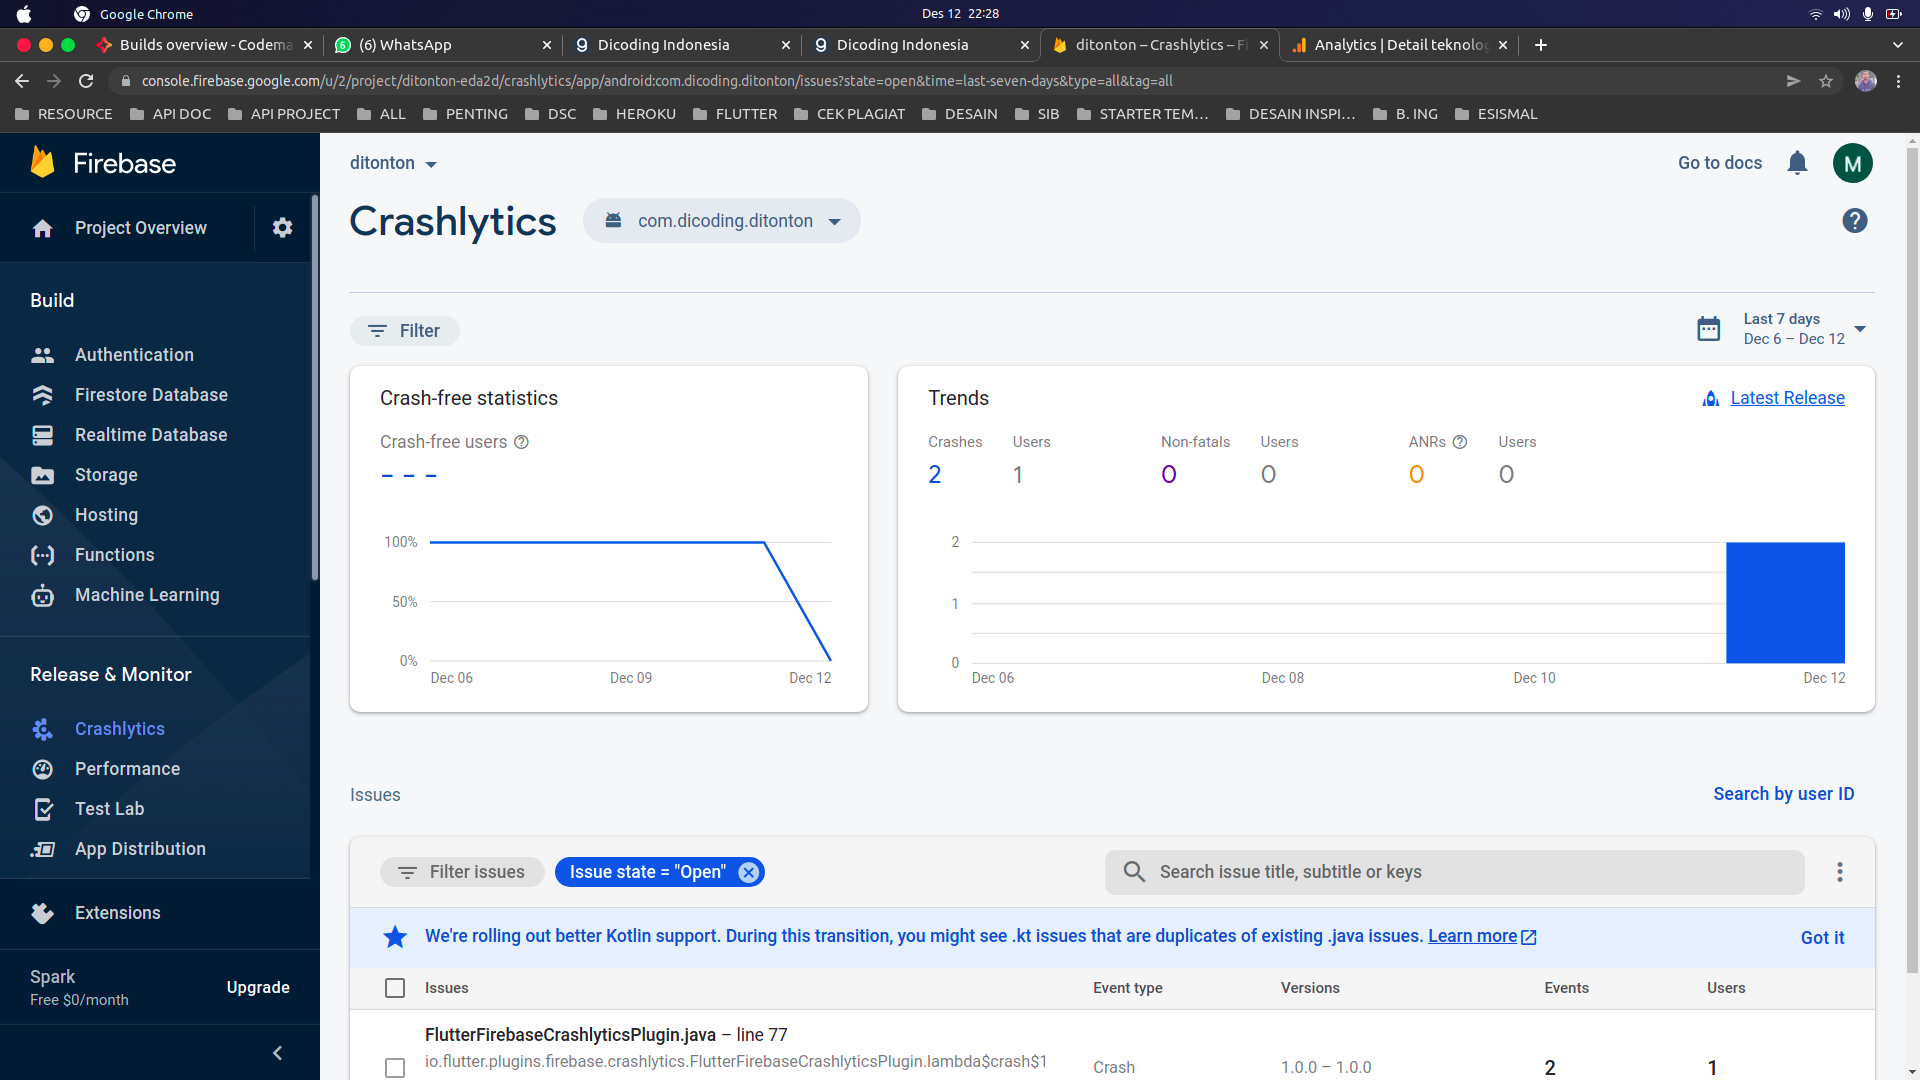 Google Chrome
Des 12 22:28
Builds overview - Codema
(6) WhatsApp
Dicoding Indonesia
Dicoding Indonesia
ditonton – Crashlytics – Fi
Analytics | Detail teknolog
console.firebase.google.com/u/2/project/ditonton-eda2d/crashlytics/app/android:com.dicoding.ditonton/issues?state=open&time=last-seven-days&type=all&tag=all
RESOURCE
API DOC
API PROJECT
ALL
PENTING
DSC
HEROKU
FLUTTER
CEK PLAGIAT
DESAIN
SIB
STARTER TEM...
DESAIN INSPI...
B. ING
ESISMAL
Firebase
Project Overview
Build
Authentication
Firestore Database
Realtime Database
Storage
Hosting
Functions
Machine Learning
Release & Monitor
Crashlytics
Performance
Test Lab
App Distribution
Extensions
Spark
Free $0/month
Upgrade
ditonton
Go to docs
M
Crashlytics
com.dicoding.ditonton
Filter
Last 7 days
Dec 6 – Dec 12
Crash-free statistics
Crash-free users
– – –
100%
50%
0%
Dec 06
Dec 09
Dec 12
Trends
Latest Release
Crashes
Users
Non-fatals
Users
ANRs
Users
2
1
0
0
0
0
2
1
0
Dec 06
Dec 08
Dec 10
Dec 12
Issues
Search by user ID
Filter issues
Issue state = "Open"
Search issue title, subtitle or keys
We're rolling out better Kotlin support. During this transition, you might see .kt issues that are duplicates of existing .java issues. Learn more
Got it
Issues
Event type
Versions
Events
Users
FlutterFirebaseCrashlyticsPlugin.java – line 77
io.flutter.plugins.firebase.crashlytics.FlutterFirebaseCrashlyticsPlugin.lambda$crash$1
Crash
1.0.0 – 1.0.0
2
1